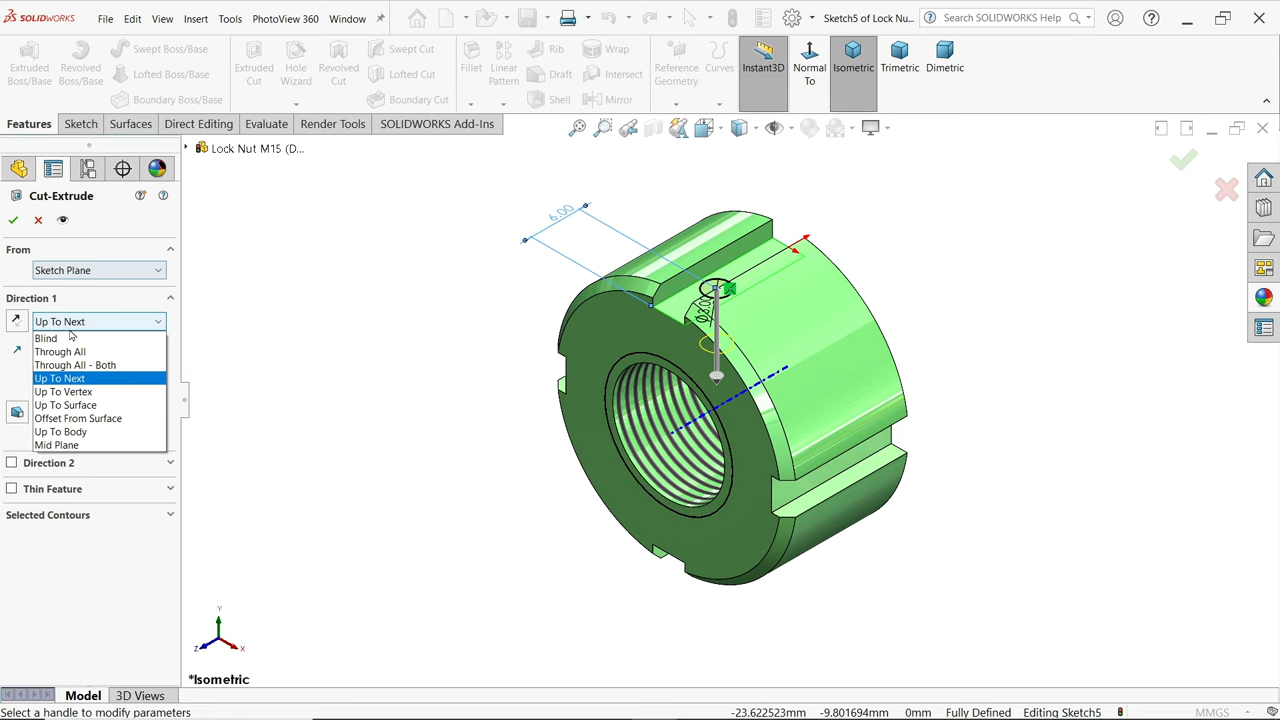 SOLIDWORKS
File
Edit
View
Insert
Tools
PhotoView 360
Window
Sketch5 of Lock Nu...
Search SOLIDWORKS Help
Extruded
Boss/Base
Revolved
Boss/Base
Swept Boss/Base
Lofted Boss/Base
Boundary Boss/Base
Extruded
Cut
Hole
Wizard
Revolved
Cut
Swept Cut
Lofted Cut
Boundary Cut
Fillet
Linear
Pattern
Rib
Draft
Shell
Wrap
Intersect
Mirror
Reference
Geometry
Curves
Instant3D
Normal
To
Isometric
Trimetric
Dimetric
Features
Sketch
Surfaces
Direct Editing
Evaluate
Render Tools
SOLIDWORKS Add-Ins
Lock Nut M15 (D...
Cut-Extrude
From
Sketch Plane
Direction 1
Up To Next
Blind
Through All
Through All - Both
Up To Next
Up To Vertex
Up To Surface
Offset From Surface
Up To Body
Mid Plane
Direction 2
Thin Feature
Selected Contours
6.00
Y
Z
X
*Isometric
Model
3D Views
Select a handle to modify parameters
-23.622523mm
-9.801694mm
0mm
Fully Defined
Editing Sketch5
MMGS